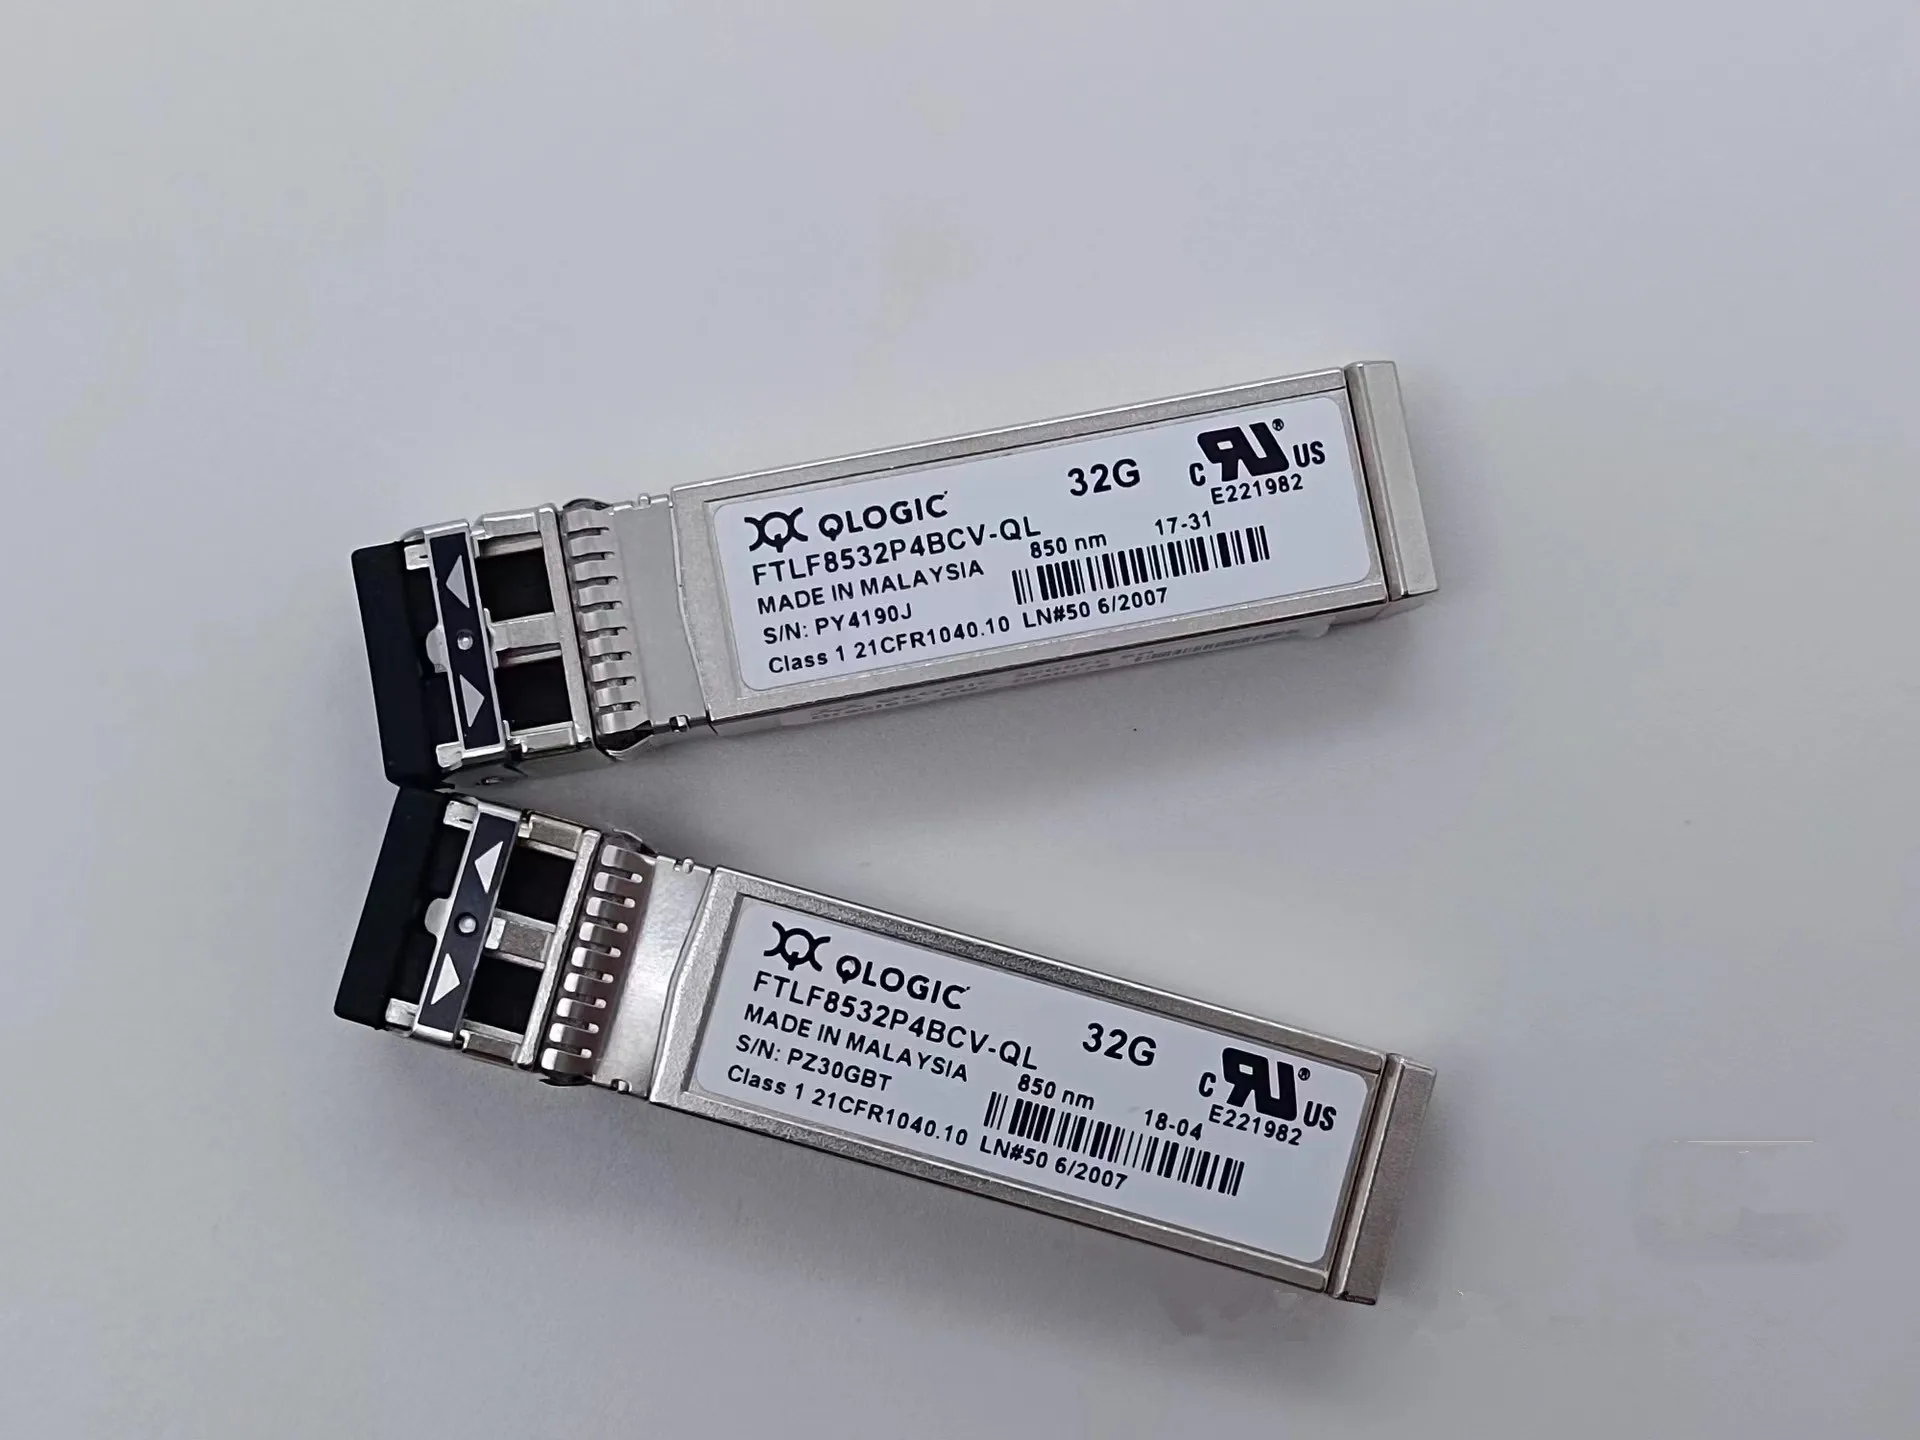 QLOGIC 32G
FTLF8532P4BCV-QL
MADE IN MALAYSIA 850 nm 17-31
S/N: PY4190J
Class 1 21CFR1040.10 LN#50 6/2007
C RU® US
E221982
QLOGIC
FTLF8532P4BCV-QL 32G
MADE IN MALAYSIA 850 nm 18-04
S/N: PZ30GBT
Class 1 21CFR1040.10 LN#50 6/2007
C RU® US
E221982